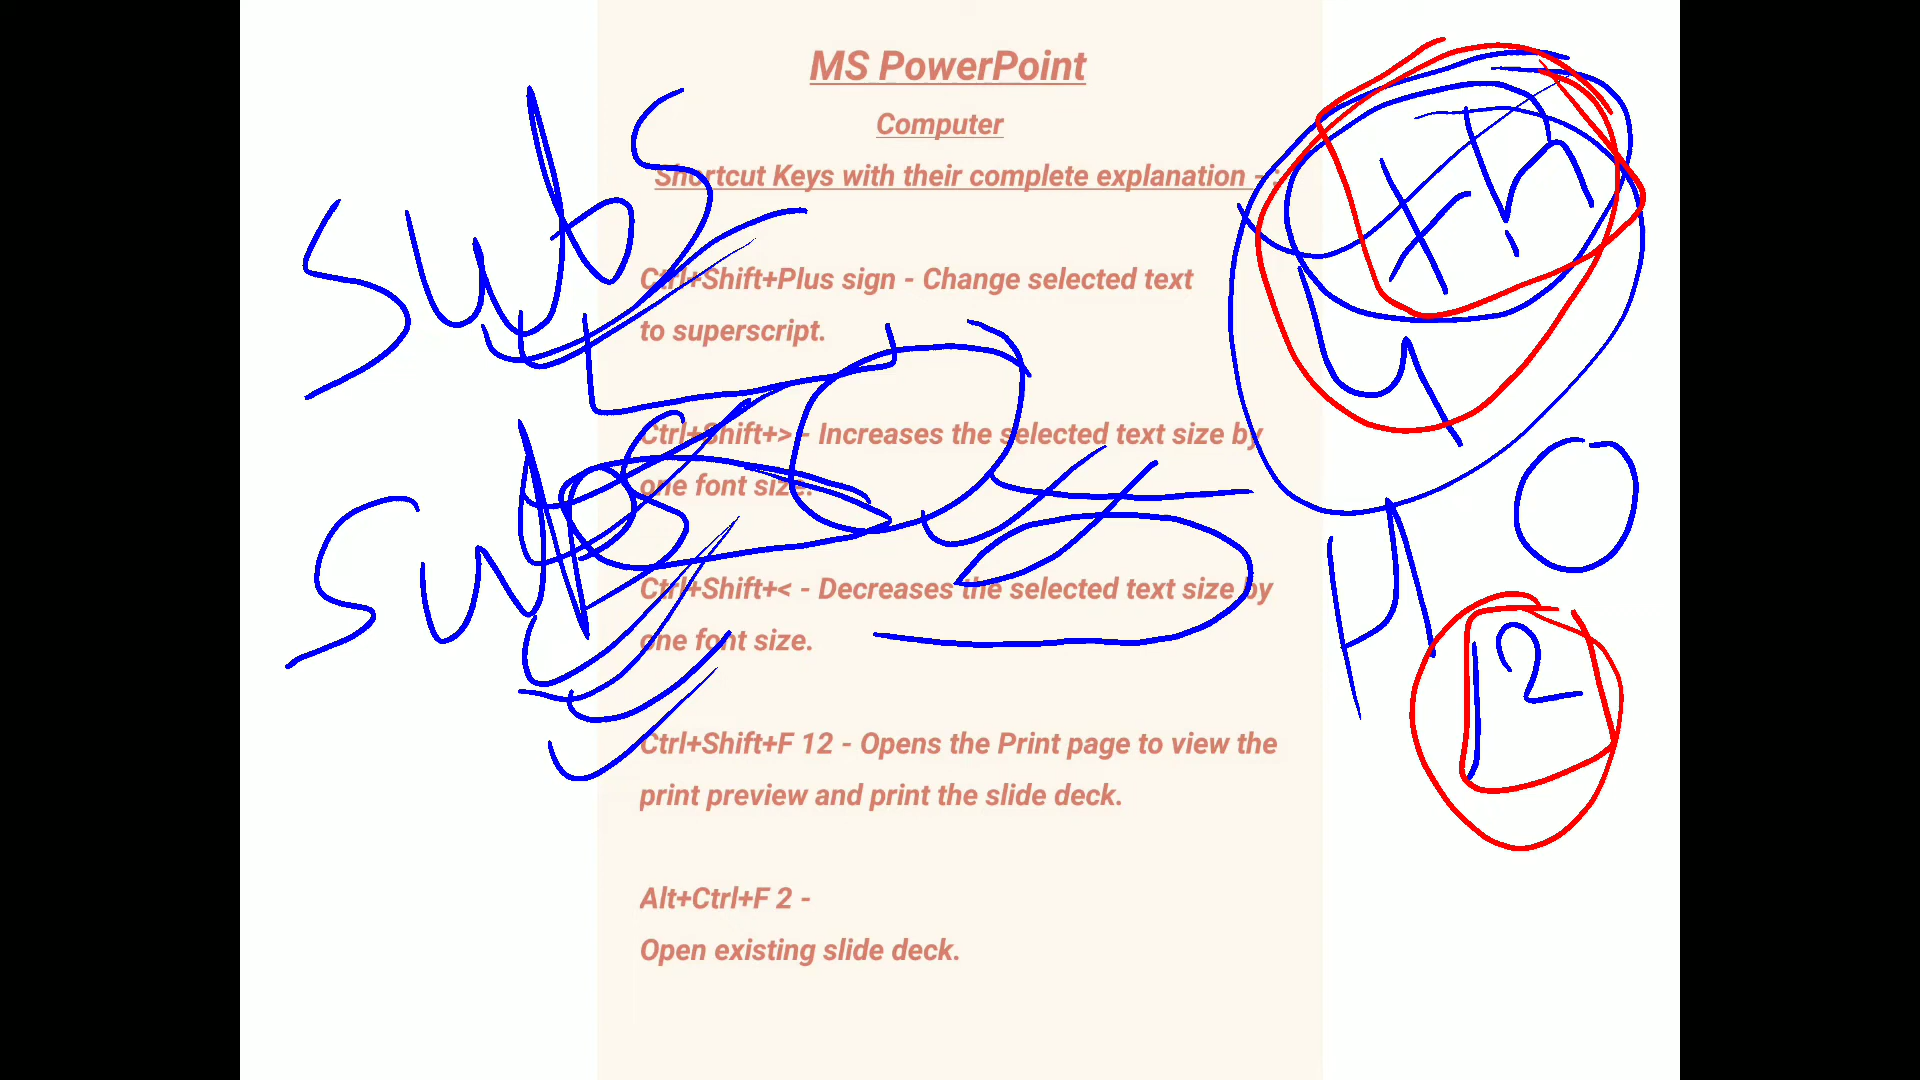 MS PowerPoint
Computer
Shortcut Keys with their complete explanation - :
Ctrl+Shift+Plus sign - Change selected text
to superscript.
Ctrl+Shift+> - Increases the selected text size by
one font size.
Ctrl+Shift+< - Decreases the selected text size by
one font size.
Ctrl+Shift+F 12 - Opens the Print page to view the
print preview and print the slide deck.
Alt+Ctrl+F 2 -
Open existing slide deck.
Subs
12